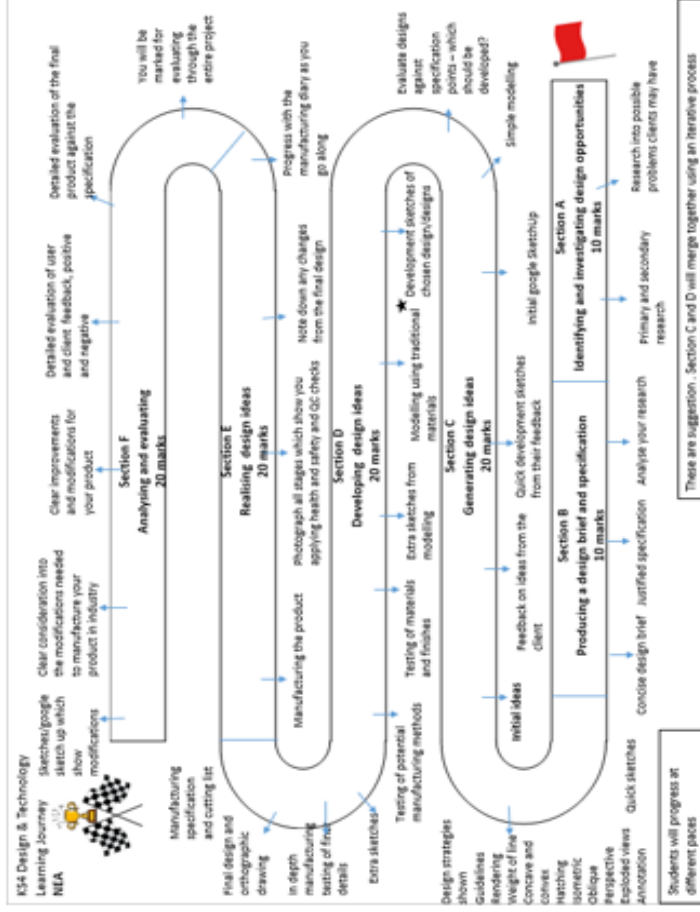 KS4 Design & Technology
Learning Journey
NEA
Sketches/google
sketch up which
show
modifications
Clear consideration into
the modifications needed
to manufacture your
product in industry
Clear improvements
and modifications for
your product
Detailed evaluation of user
and client feedback, positive
and negative
Detailed evaluation of the final
product against the
specification
You will be
marked for
evaluating
through the
entire project
Section F
Analysing and evaluating
20 marks
Manufacturing
specification
and cutting list
Section E
Realising design ideas
20 marks
Final design and
orthographic
drawing
Manufacturing the product
Photograph all stages which show you
applying health and safety and QC checks
Note down any changes
from the final design
Progress with the
manufacturing diary as you
go along
In depth
manufacturing
testing of final
details
Extra sketches
Section D
Developing design ideas
20 marks
Testing of potential
manufacturing methods
Testing of materials
and finishes
Extra sketches from
modelling
Modelling using traditional
materials
Development sketches of
chosen design/designs
Evaluate designs
against
specification
points – which
should be
developed?
Section C
Generating design ideas
20 marks
Design strategies
shown
Guidelines
Rendering
Weight of line
Concave and
convex
Hatching
Isometric
Oblique
Perspective
Exploded views
Annotation
Initial ideas
Feedback on ideas from the
client
Quick development sketches
from their feedback
Initial google SketchUp
Simple modelling
Section B
Producing a design brief and specification
10 marks
Section A
Identifying and investigating design opportunities
10 marks
Quick sketches
Concise design brief
Justified specification
Analyse your research
Primary and secondary
research
Research into possible
problems clients may have
Students will progress at
different paces
These are suggestion. Section C and D will merge together using an iterative process